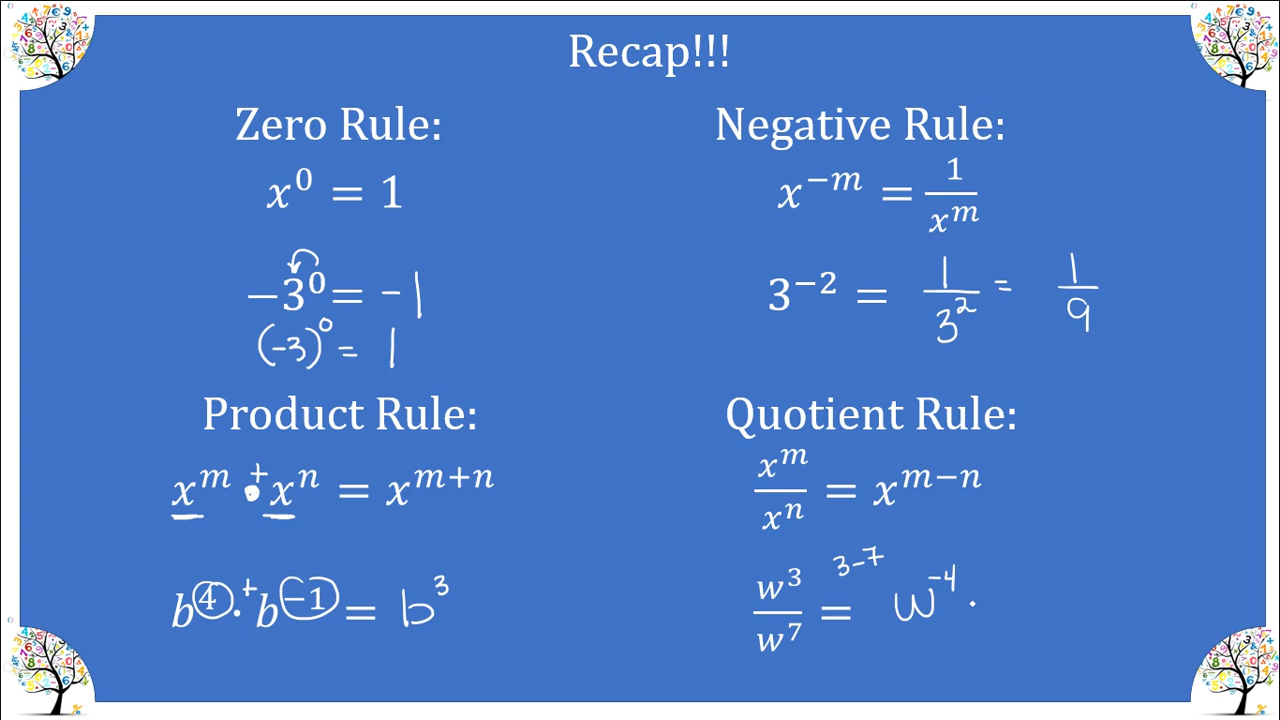 Recap!!!
Zero Rule:
x⁰ = 1
−3⁰ = −1
(−3)⁰ = 1
Negative Rule:
x⁻ᵐ = 1/xᵐ
3⁻² = 1/3² = 1/9
Product Rule:
xᵐ ·⁺ xⁿ = xᵐ⁺ⁿ
b⁴ ·⁺ b⁻¹ = b³
Quotient Rule:
xᵐ/xⁿ = xᵐ⁻ⁿ
3−7
w³/w⁷ = w⁻⁴